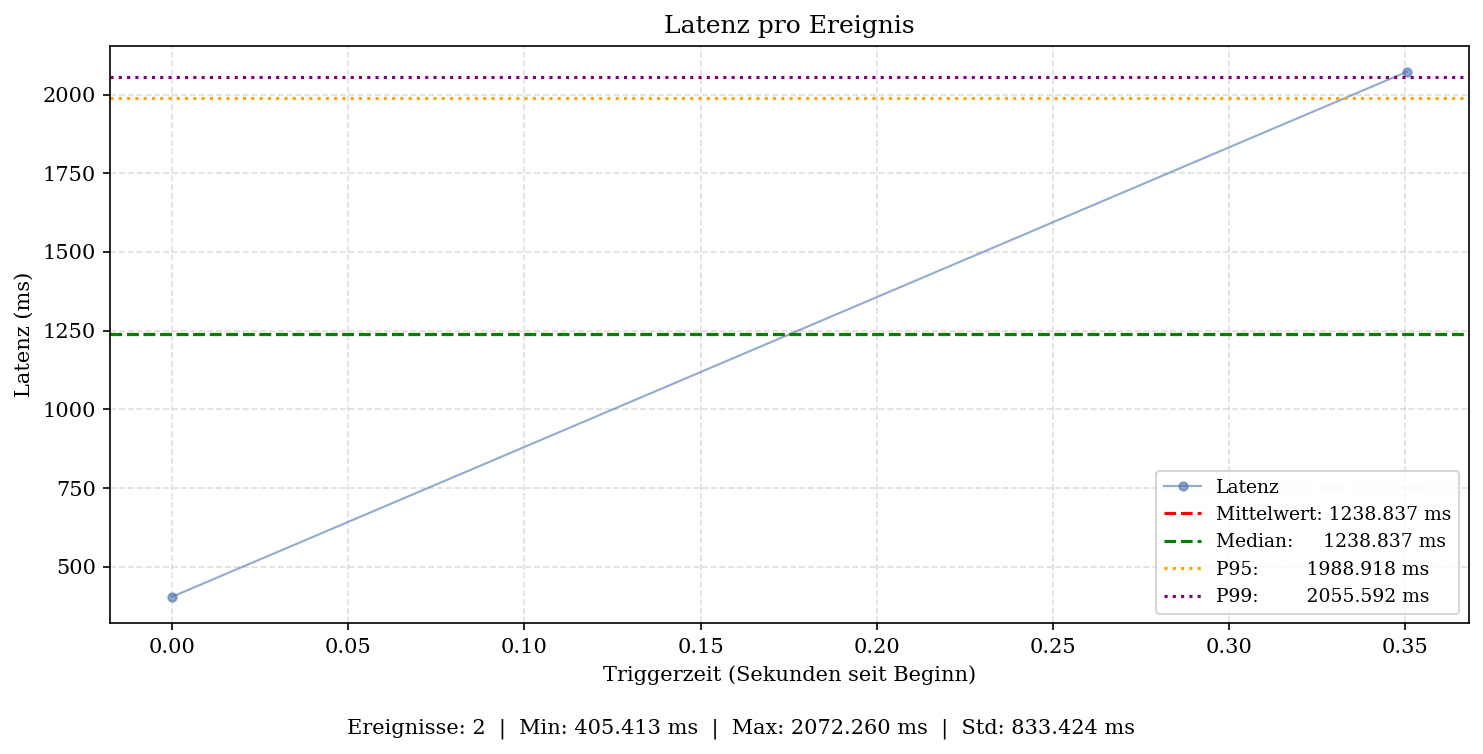 Latenz pro Ereignis
Latenz (ms)
2000
1750
1500
1250
1000
750
500
Latenz
Mittelwert: 1238.837 ms
Median: 1238.837 ms
P95: 1988.918 ms
P99: 2055.592 ms
0.00 0.05 0.10 0.15 0.20 0.25 0.30 0.35
Triggerzeit (Sekunden seit Beginn)
Ereignisse: 2 | Min: 405.413 ms | Max: 2072.260 ms | Std: 833.424 ms